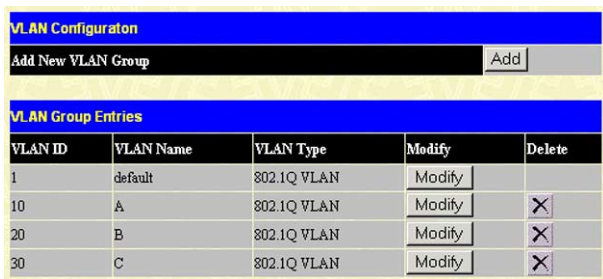 VLAN Configuraton
Add New VLAN Group Add
VLAN Group Entries
VLAN ID VLAN Name VLAN Type Modify Delete
1 default 802.1Q VLAN Modify
10 A 802.1Q VLAN Modify X
20 B 802.1Q VLAN Modify X
30 C 802.1Q VLAN Modify X